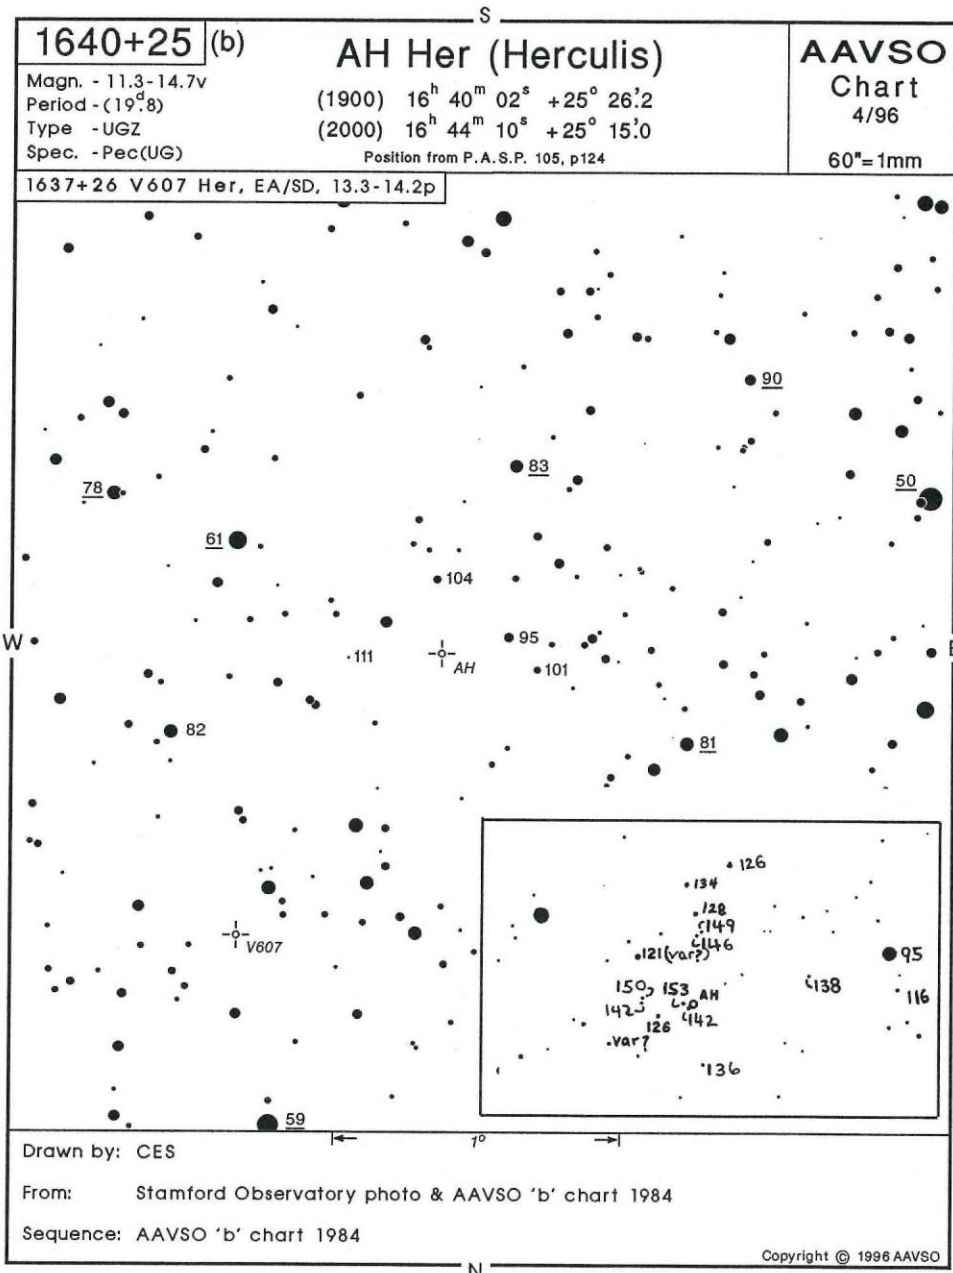 S
1640+25 (b)
Magn. - 11.3-14.7v
Period - (19ᵈ.8)
Type - UGZ
Spec. - Pec(UG)
AH Her (Herculis)
(1900) 16ʰ 40ᵐ 02ˢ +25° 26'.2
(2000) 16ʰ 44ᵐ 10ˢ +25° 15'.0
Position from P.A.S.P. 105, p124
AAVSO
Chart
4/96
60"=1mm
1637+26 V607 Her, EA/SD, 13.3-14.2p
90
83
78
50
61
104
W
95
111
AH
101
E
82
81
126
134
128
149
146
V607
121(var?)
95
150
153
AH
138
116
142
142
126
var?
136
59
1°
Drawn by: CES
From: Stamford Observatory photo & AAVSO 'b' chart 1984
Sequence: AAVSO 'b' chart 1984
Copyright © 1996 AAVSO
N